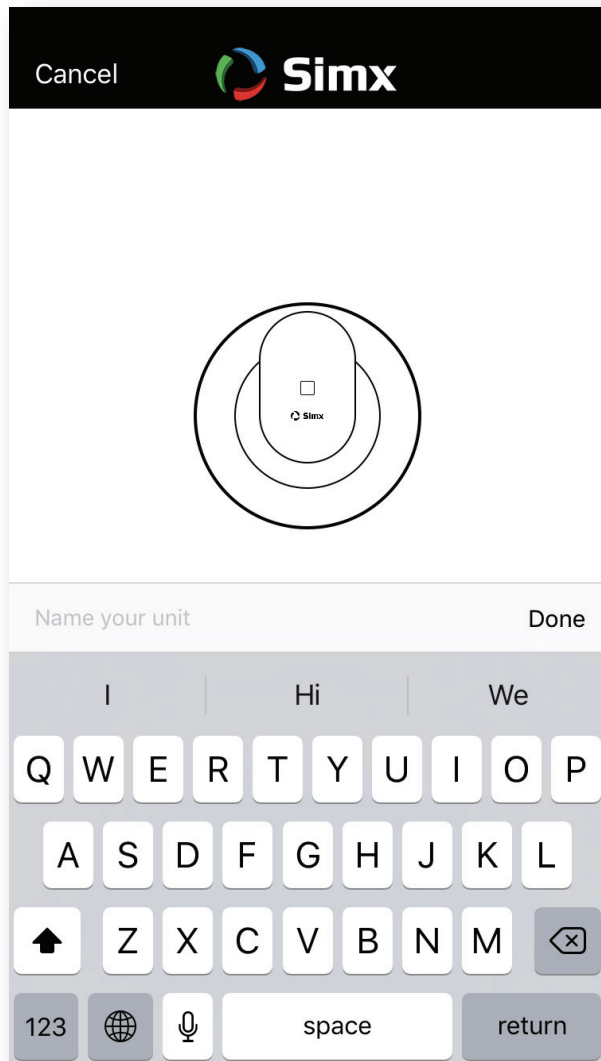 Cancel
Simx
Simx
Name your unit
Done
I Hi We
Q W E R T Y U I O P
A S D F G H J K L
Z X C V B N M
123 space return